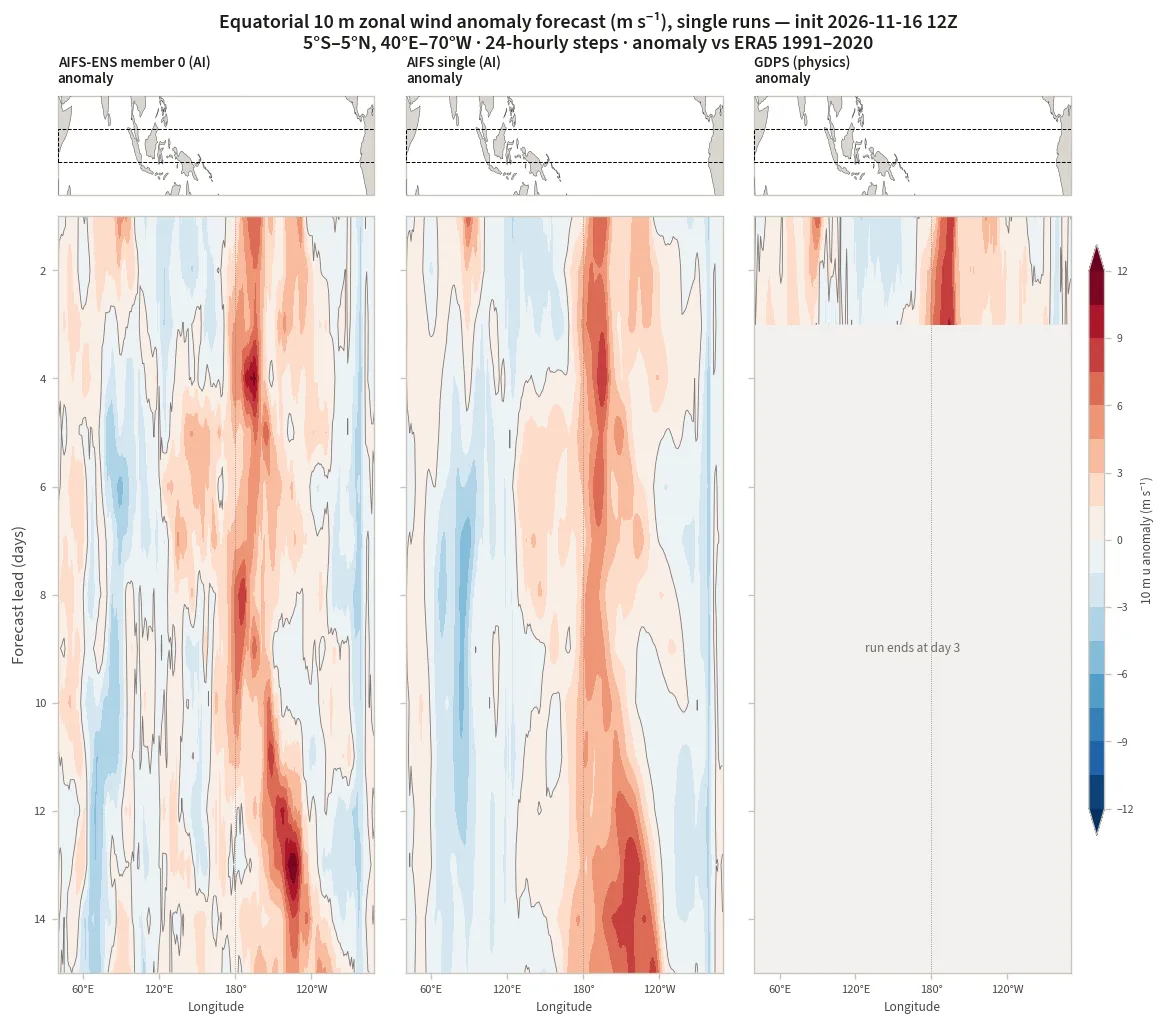 Equatorial 10 m zonal wind anomaly forecast (m s⁻¹), single runs — init 2026-11-16 12Z
5°S–5°N, 40°E–70°W · 24-hourly steps · anomaly vs ERA5 1991–2020
AIFS-ENS member 0 (AI)
anomaly
AIFS single (AI)
anomaly
GDPS (physics)
anomaly
2
4
6
8
10
12
14
Forecast lead (days)
run ends at day 3
60°E
120°E
180°
120°W
60°E
120°E
180°
120°W
60°E
120°E
180°
120°W
Longitude
Longitude
Longitude
12
9
6
3
0
−3
−6
−9
−12
10 m u anomaly (m s⁻¹)